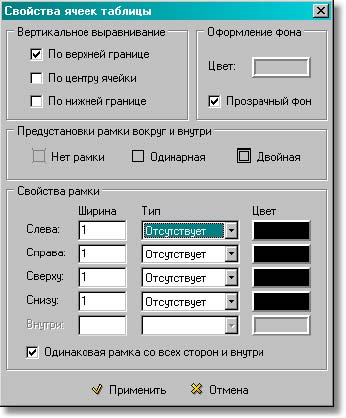 Свойства ячеек таблицы
Вертикальное выравнивание
По верхней границе
По центру ячейки
По нижней границе
Оформление фона
Цвет:
Прозрачный фон
Предустановки рамки вокруг и внутри
Нет рамки Одинарная Двойная
Свойства рамки
Ширина Тип Цвет
Слева: 1 Отсутствует
Справа: 1 Отсутствует
Сверху: 1 Отсутствует
Снизу: 1 Отсутствует
Внутри:
Одинаковая рамка со всех сторон и внутри
Применить Отмена